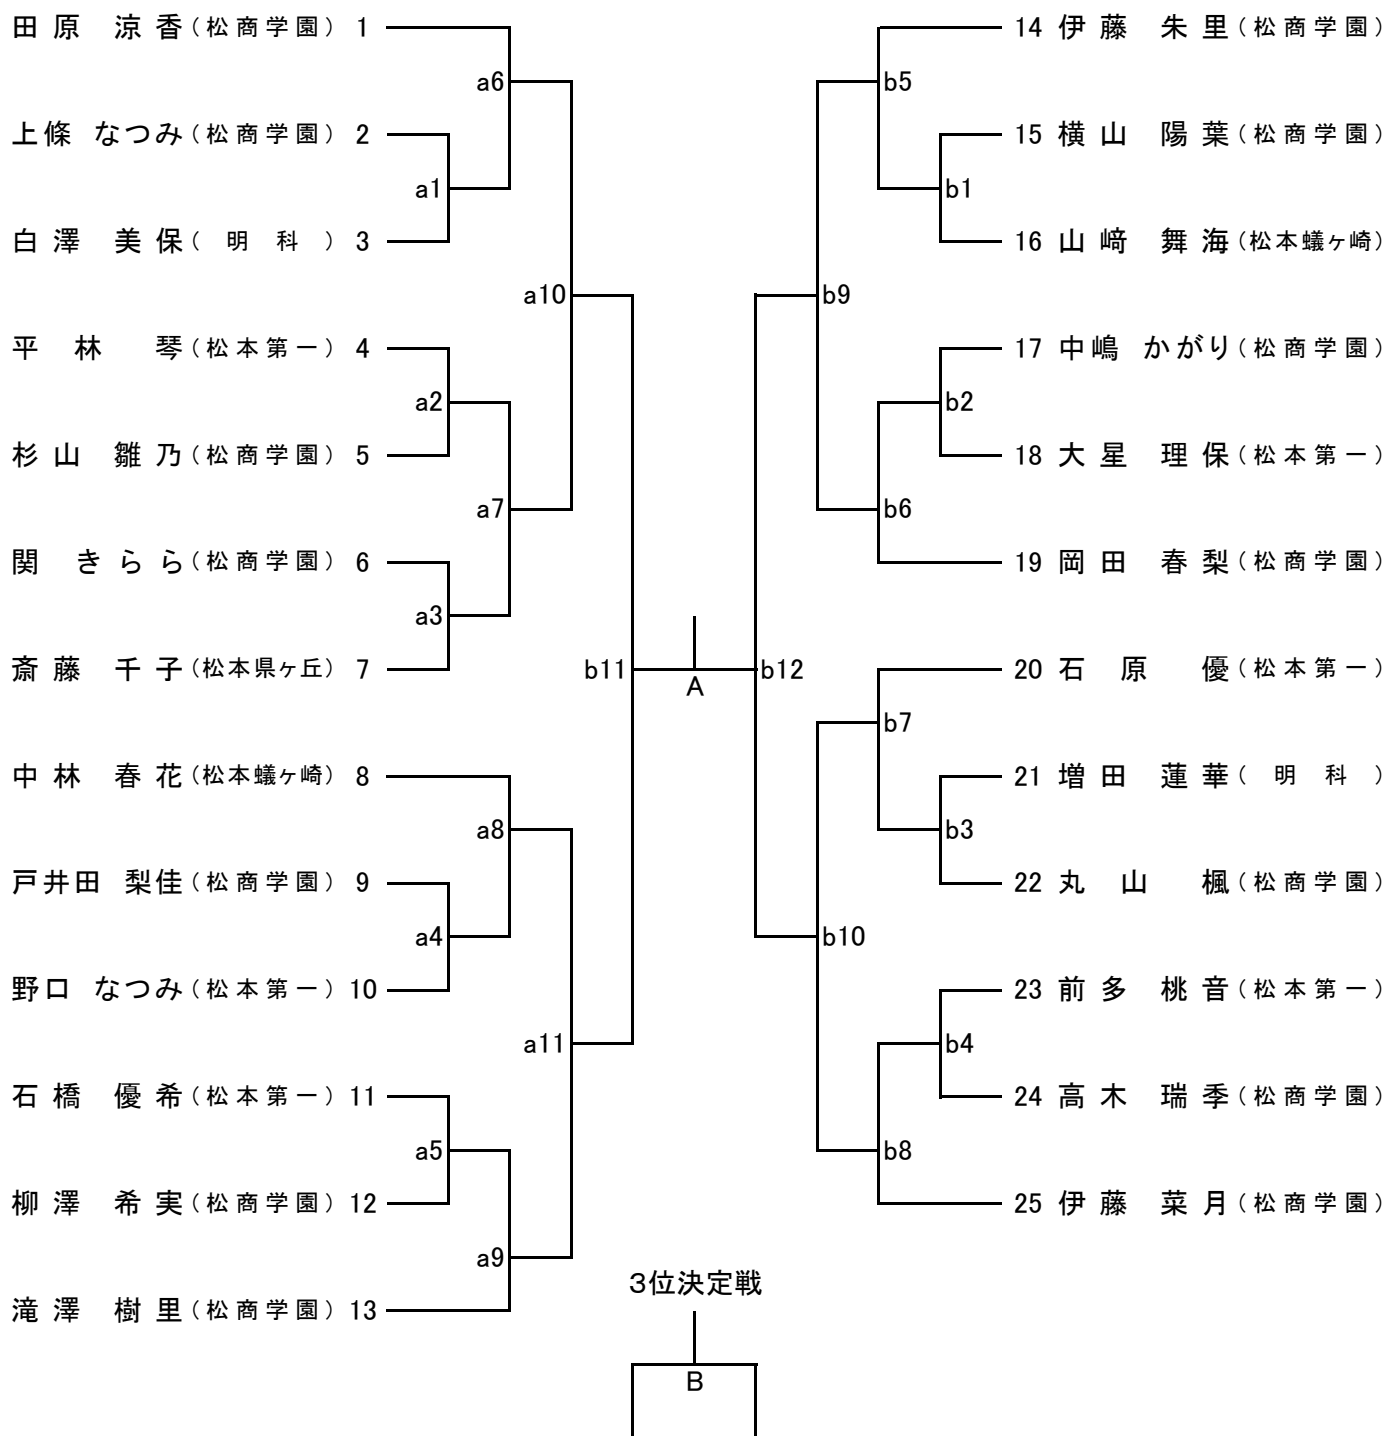 田原 涼香(松商学園) 1
a6
上條 なつみ(松商学園) 2
a1
白澤 美保(明科) 3
a10
平林 琴(松本第一) 4
a2
杉山 雛乃(松商学園) 5
a7
関 きらら(松商学園) 6
a3
斎藤 千子(松本県ヶ丘) 7
b11
中林 春花(松本蟻ヶ崎) 8
a8
戸井田 梨佳(松商学園) 9
a4
野口 なつみ(松本第一) 10
a11
石橋 優希(松本第一) 11
a5
柳澤 希実(松商学園) 12
a9
滝澤 樹里(松商学園) 13
A
14 伊藤 朱里(松商学園)
b5
15 横山 陽葉(松商学園)
b1
16 山﨑 舞海(松本蟻ヶ崎)
b9
17 中嶋 かがり(松商学園)
b2
18 大星 理保(松本第一)
b6
19 岡田 春梨(松商学園)
b12
20 石原 優(松本第一)
b7
21 増田 蓮華(明科)
b3
22 丸山 楓(松商学園)
b10
23 前多 桃音(松本第一)
b4
24 高木 瑞季(松商学園)
b8
25 伊藤 菜月(松商学園)
3位決定戦
B